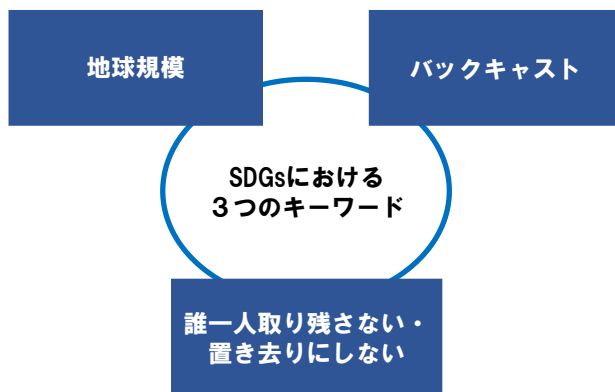 地球規模
バックキャスト
SDGsにおける
３つのキーワード
誰一人取り残さない・
置き去りにしない